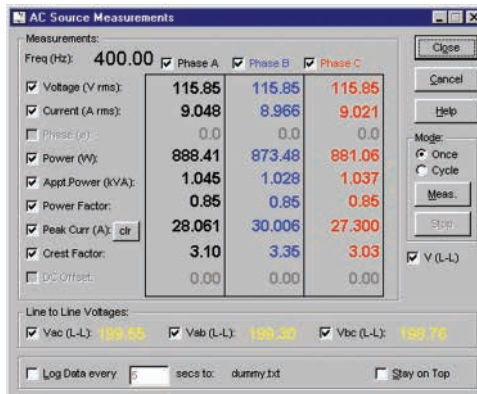 AC Source Measurements
Measurements:
Freq (Hz): 400.00 Phase A Phase B Phase C
Voltage (V rms): 115.85 115.85 115.85
Current (A rms): 9.048 8.966 9.021
Phase (ø): 0.0 0.0 0.0
Power (W): 888.41 873.48 881.06
Appt.Power (kVA): 1.045 1.028 1.037
Power Factor: 0.85 0.85 0.85
Peak Curr (A): clr 28.061 30.006 27.300
Crest Factor: 3.10 3.35 3.03
DC Offset: 0.00 0.00 0.00
Close
Cancel
Help
Mode:
Once
Cycle
Meas.
Stop
V (L-L)
Line to Line Voltages:
Vac (L-L): 199.55 Vab (L-L): 199.30 Vbc (L-L): 198.76
Log Data every 5 secs to: dummy.txt Stay on Top